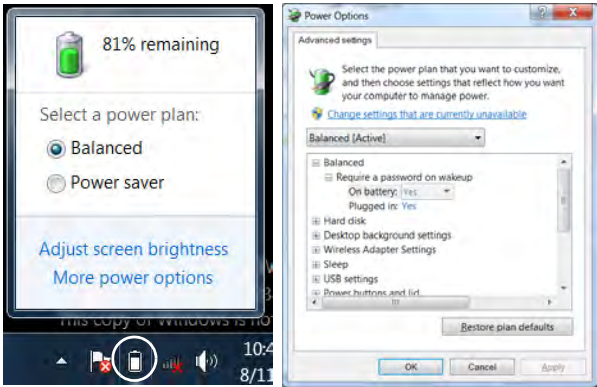 81% remaining
Select a power plan:
Balanced
Power saver
Adjust screen brightness
More power options
This copy of Windows is not
10:4
8/11
Power Options
Advanced settings
Select the power plan that you want to customize,
and then choose settings that reflect how you want
your computer to manage power.
Change settings that are currently unavailable
Balanced [Active]
Balanced
Require a password on wakeup
On battery: Yes
Plugged in: Yes
Hard disk
Desktop background settings
Wireless Adapter Settings
Sleep
USB settings
Power buttons and lid
Restore plan defaults
OK
Cancel
Apply